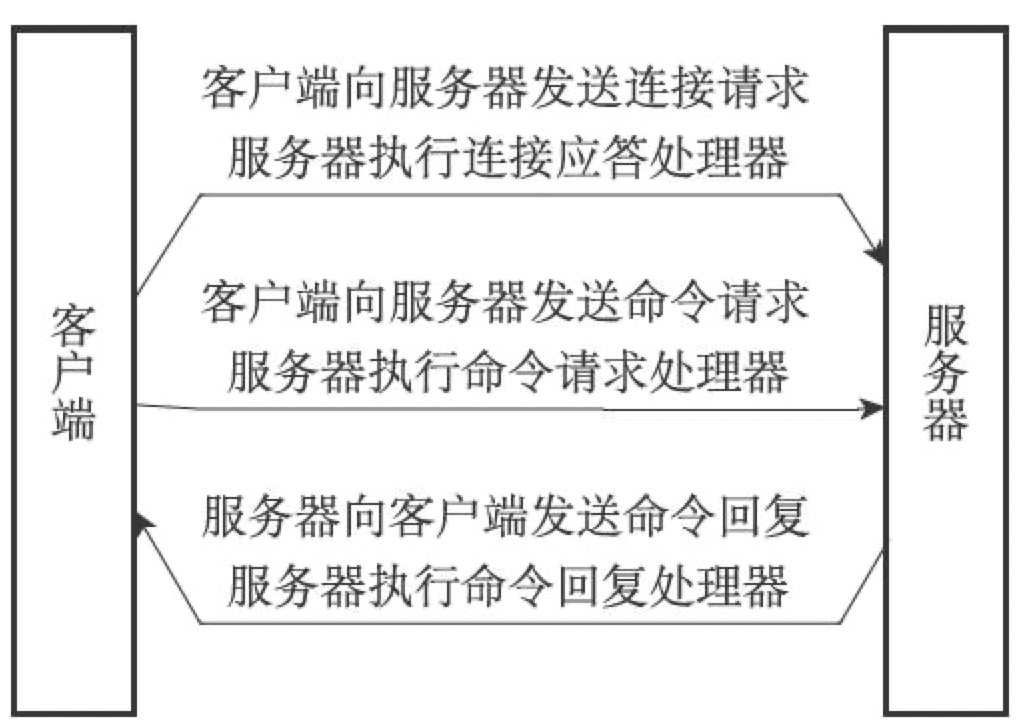 客户端向服务器发送连接请求
服务器执行连接应答处理器
客户端向服务器发送命令请求
服务器执行命令请求处理器
客户端
服务器
服务器向客户端发送命令回复
服务器执行命令回复处理器